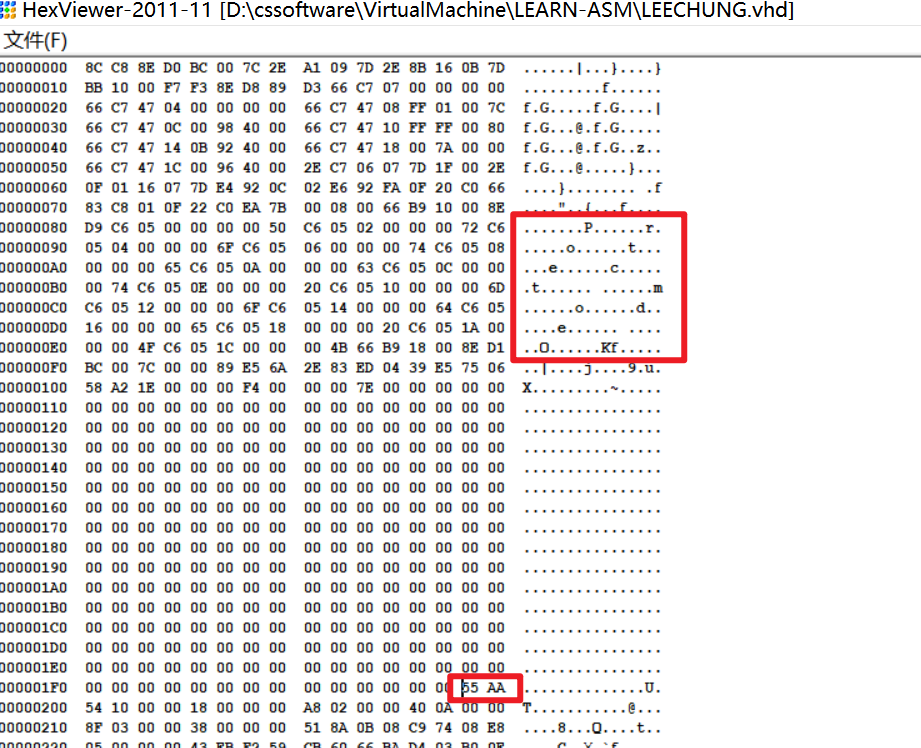 HexViewer-2011-11 [D:\cssoftware\VirtualMachine\LEARN-ASM\LEECHUNG.vhd]
文件(F)
00000000 8C C8 8E D0 BC 00 7C 2E A1 09 7D 2E 8B 16 0B 7D ......|...}....}
00000010 BB 10 00 F7 F3 8E D8 89 D3 66 C7 07 00 00 00 00 .........f......
00000020 66 C7 47 04 00 00 00 00 66 C7 47 08 FF 01 00 7C f.G.....f.G....|
00000030 66 C7 47 0C 00 98 40 00 66 C7 47 10 FF FF 00 80 f.G...@.f.G.....
00000040 66 C7 47 14 0B 92 40 00 66 C7 47 18 00 7A 00 00 f.G...@.f.G..z..
00000050 66 C7 47 1C 00 96 40 00 2E C7 06 07 7D 1F 00 2E f.G...@.....}...
00000060 0F 01 16 07 7D E4 92 0C 02 E6 92 FA 0F 20 C0 66 ....}........ .f
00000070 83 C8 01 0F 22 C0 EA 7B 00 08 00 66 B9 10 00 8E ...."..{...f....
00000080 D9 C6 05 00 00 00 00 50 C6 05 02 00 00 00 72 C6 .......P......r.
00000090 05 04 00 00 00 6F C6 05 06 00 00 00 74 C6 05 08 .....o......t...
000000A0 00 00 00 65 C6 05 0A 00 00 00 63 C6 05 0C 00 00 ...e......c.....
000000B0 00 74 C6 05 0E 00 00 00 20 C6 05 10 00 00 00 6D .t...... ......m
000000C0 C6 05 12 00 00 00 6F C6 05 14 00 00 00 64 C6 05 ......o......d..
000000D0 16 00 00 00 65 C6 05 18 00 00 00 20 C6 05 1A 00 ....e...... ....
000000E0 00 00 4F C6 05 1C 00 00 00 4B 66 B9 18 00 8E D1 ..O......Kf.....
000000F0 BC 00 7C 00 00 89 E5 6A 2E 83 ED 04 39 E5 75 06 ..|....j....9.u.
00000100 58 A2 1E 00 00 00 F4 00 00 00 7E 00 00 00 00 00 X.........~.....
00000110 00 00 00 00 00 00 00 00 00 00 00 00 00 00 00 00 ................
00000120 00 00 00 00 00 00 00 00 00 00 00 00 00 00 00 00 ................
00000130 00 00 00 00 00 00 00 00 00 00 00 00 00 00 00 00 ................
00000140 00 00 00 00 00 00 00 00 00 00 00 00 00 00 00 00 ................
00000150 00 00 00 00 00 00 00 00 00 00 00 00 00 00 00 00 ................
00000160 00 00 00 00 00 00 00 00 00 00 00 00 00 00 00 00 ................
00000170 00 00 00 00 00 00 00 00 00 00 00 00 00 00 00 00 ................
00000180 00 00 00 00 00 00 00 00 00 00 00 00 00 00 00 00 ................
00000190 00 00 00 00 00 00 00 00 00 00 00 00 00 00 00 00 ................
000001A0 00 00 00 00 00 00 00 00 00 00 00 00 00 00 00 00 ................
000001B0 00 00 00 00 00 00 00 00 00 00 00 00 00 00 00 00 ................
000001C0 00 00 00 00 00 00 00 00 00 00 00 00 00 00 00 00 ................
000001D0 00 00 00 00 00 00 00 00 00 00 00 00 00 00 00 00 ................
000001E0 00 00 00 00 00 00 00 00 00 00 00 00 00 00 00 00 ................
000001F0 00 00 00 00 00 00 00 00 00 00 00 00 00 00 55 AA ..............U.
00000200 54 10 00 00 18 00 00 00 A8 02 00 00 40 0A 00 00 T...........@...
00000210 8F 03 00 00 38 00 00 00 51 8A 0B 08 C9 74 08 E8 ....8...Q....t..